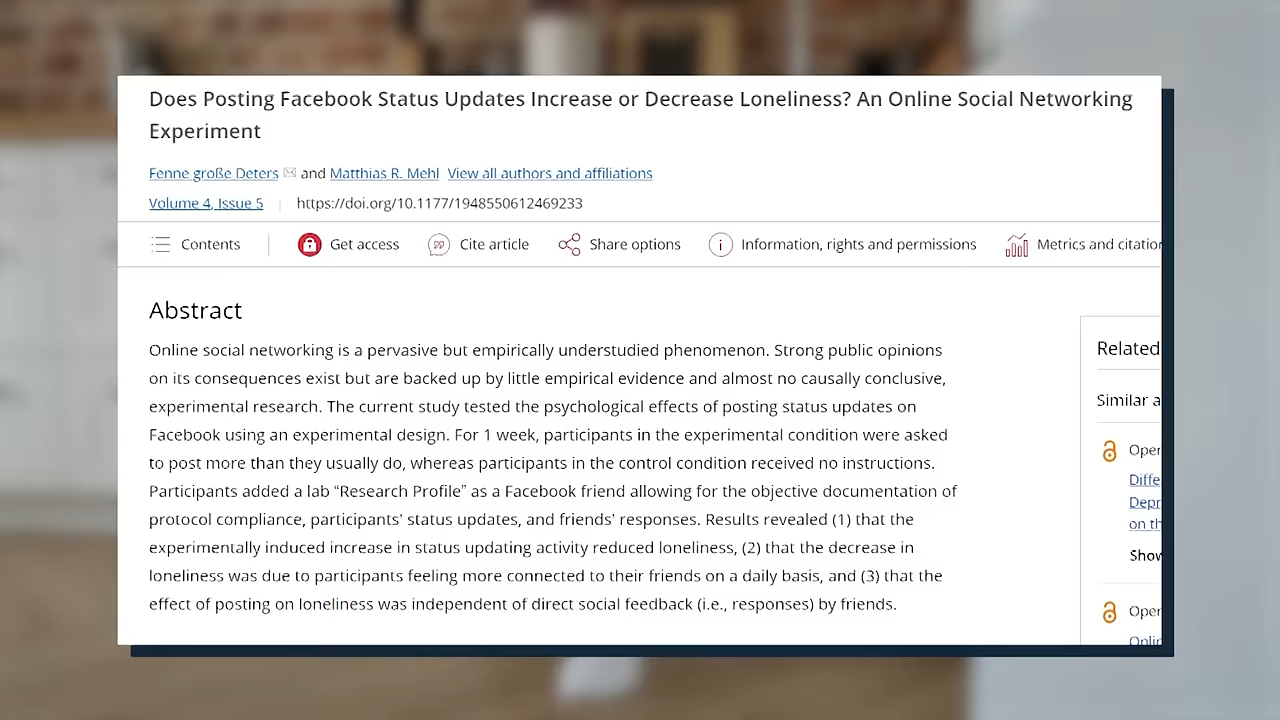 Does Posting Facebook Status Updates Increase or Decrease Loneliness? An Online Social Networking
Experiment
Fenne große Deters and Matthias R. Mehl View all authors and affiliations
Volume 4, Issue 5 | https://doi.org/10.1177/1948550612469233
Contents | Get access Cite article Share options Information, rights and permissions Metrics and citatior
Abstract
Online social networking is a pervasive but empirically understudied phenomenon. Strong public opinions
on its consequences exist but are backed up by little empirical evidence and almost no causally conclusive,
experimental research. The current study tested the psychological effects of posting status updates on
Facebook using an experimental design. For 1 week, participants in the experimental condition were asked
to post more than they usually do, whereas participants in the control condition received no instructions.
Participants added a lab “Research Profile” as a Facebook friend allowing for the objective documentation of
protocol compliance, participants’ status updates, and friends’ responses. Results revealed (1) that the
experimentally induced increase in status updating activity reduced loneliness, (2) that the decrease in
loneliness was due to participants feeling more connected to their friends on a daily basis, and (3) that the
effect of posting on loneliness was independent of direct social feedback (i.e., responses) by friends.
Related
Similar a
Oper
Diffe
Depr
on th
Show
Oper
Onlin